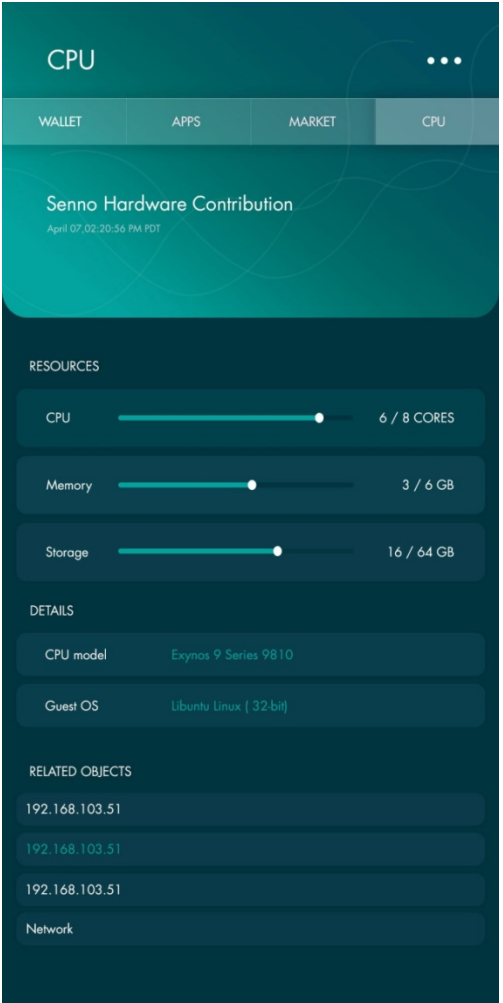 CPU
WALLET APPS MARKET CPU
Senno Hardware Contribution
April 07,02:20:56 PM PDT
RESOURCES
CPU 6 / 8 CORES
Memory 3 / 6 GB
Storage 16 / 64 GB
DETAILS
CPU model Exynos 9 Series 9810
Guest OS Libuntu Linux ( 32-bit)
RELATED OBJECTS
192.168.103.51
192.168.103.51
192.168.103.51
Network